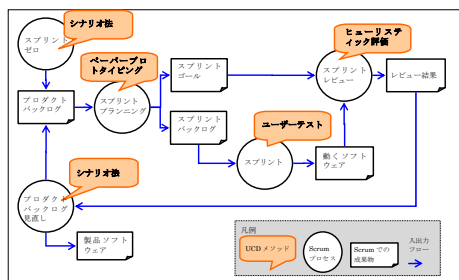 シナリオ法
スプリント
ゼロ
ペーパープロ
トタイピング
スプリント
ゴール
ヒューリスティック評価
スプリント
レビュー
レビュー結果
プロダクト
バックログ
スプリント
プランニング
スプリント
バックログ
ユーザーテスト
スプリント
動くソフト
ウェア
シナリオ法
プロダクト
バックログ
見直し
製品ソフト
ウェア
凡例
UCDメソッド
Scrum
プロセス
Scrumでの
成果物
入出力
フロー